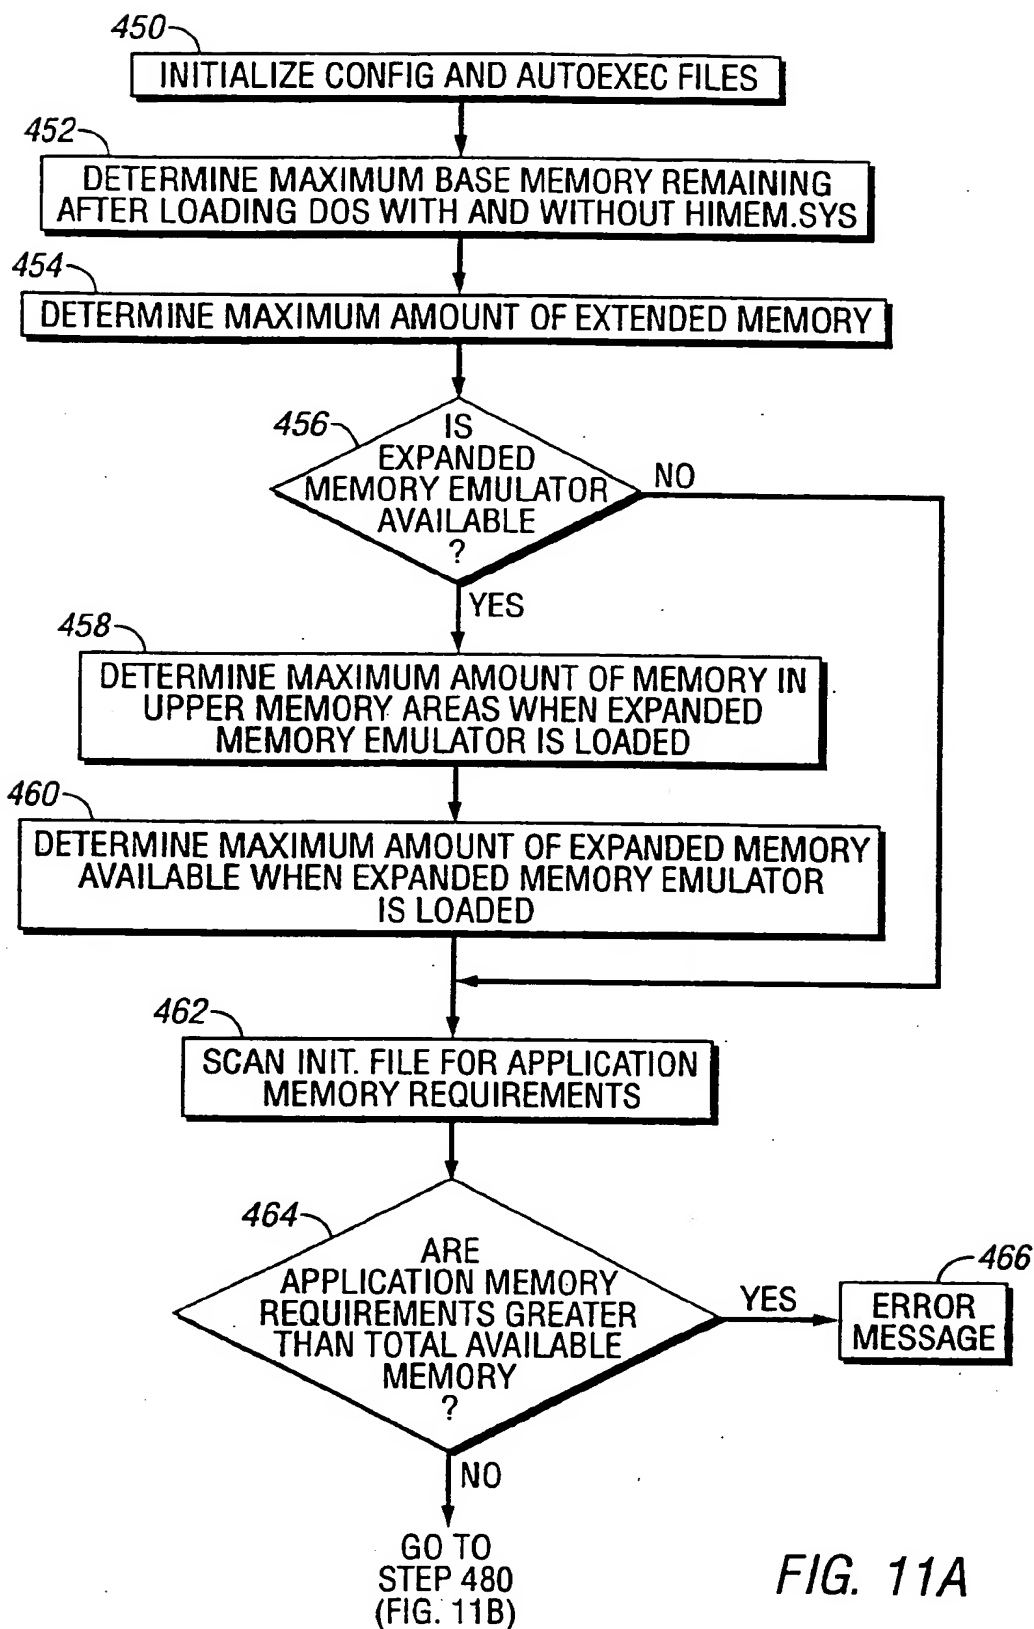 450
INITIALIZE CONFIG AND AUTOEXEC FILES
452
DETERMINE MAXIMUM BASE MEMORY REMAINING
AFTER LOADING DOS WITH AND WITHOUT HIMEM.SYS
454
DETERMINE MAXIMUM AMOUNT OF EXTENDED MEMORY
456
IS
EXPANDED
MEMORY EMULATOR
AVAILABLE
?
NO
YES
458
DETERMINE MAXIMUM AMOUNT OF MEMORY IN
UPPER MEMORY AREAS WHEN EXPANDED
MEMORY EMULATOR IS LOADED
460
DETERMINE MAXIMUM AMOUNT OF EXPANDED MEMORY
AVAILABLE WHEN EXPANDED MEMORY EMULATOR
IS LOADED
462
SCAN INIT. FILE FOR APPLICATION
MEMORY REQUIREMENTS
464
ARE
APPLICATION MEMORY
REQUIREMENTS GREATER
THAN TOTAL AVAILABLE
MEMORY
?
YES
466
ERROR
MESSAGE
NO
GO TO
STEP 480
(FIG. 11B)
FIG. 11A